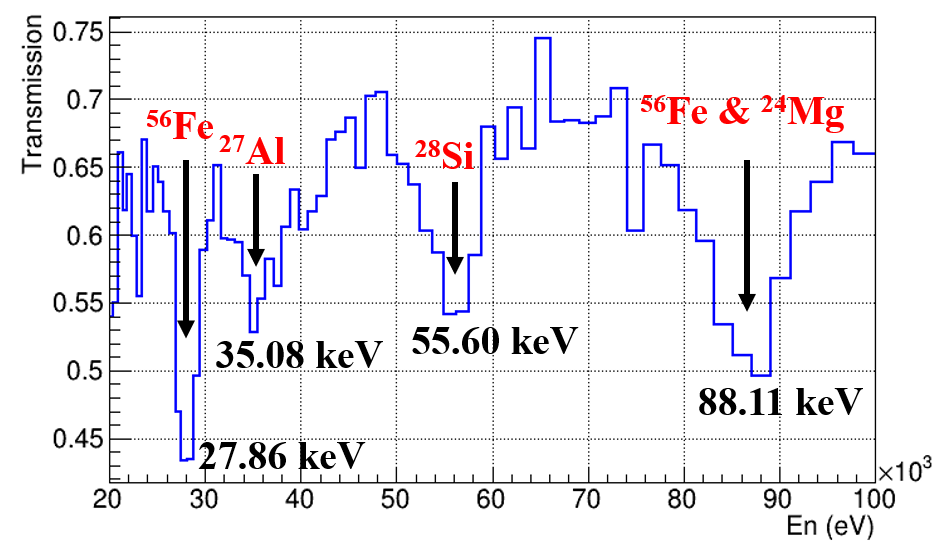 Transmission
0.75
0.7
0.65
0.6
0.55
0.5
0.45
⁵⁶Fe
²⁷Al
²⁸Si
⁵⁶Fe & ²⁴Mg
35.08 keV
55.60 keV
88.11 keV
27.86 keV
20 30 40 50 60 70 80 90 100
×10³
En (eV)